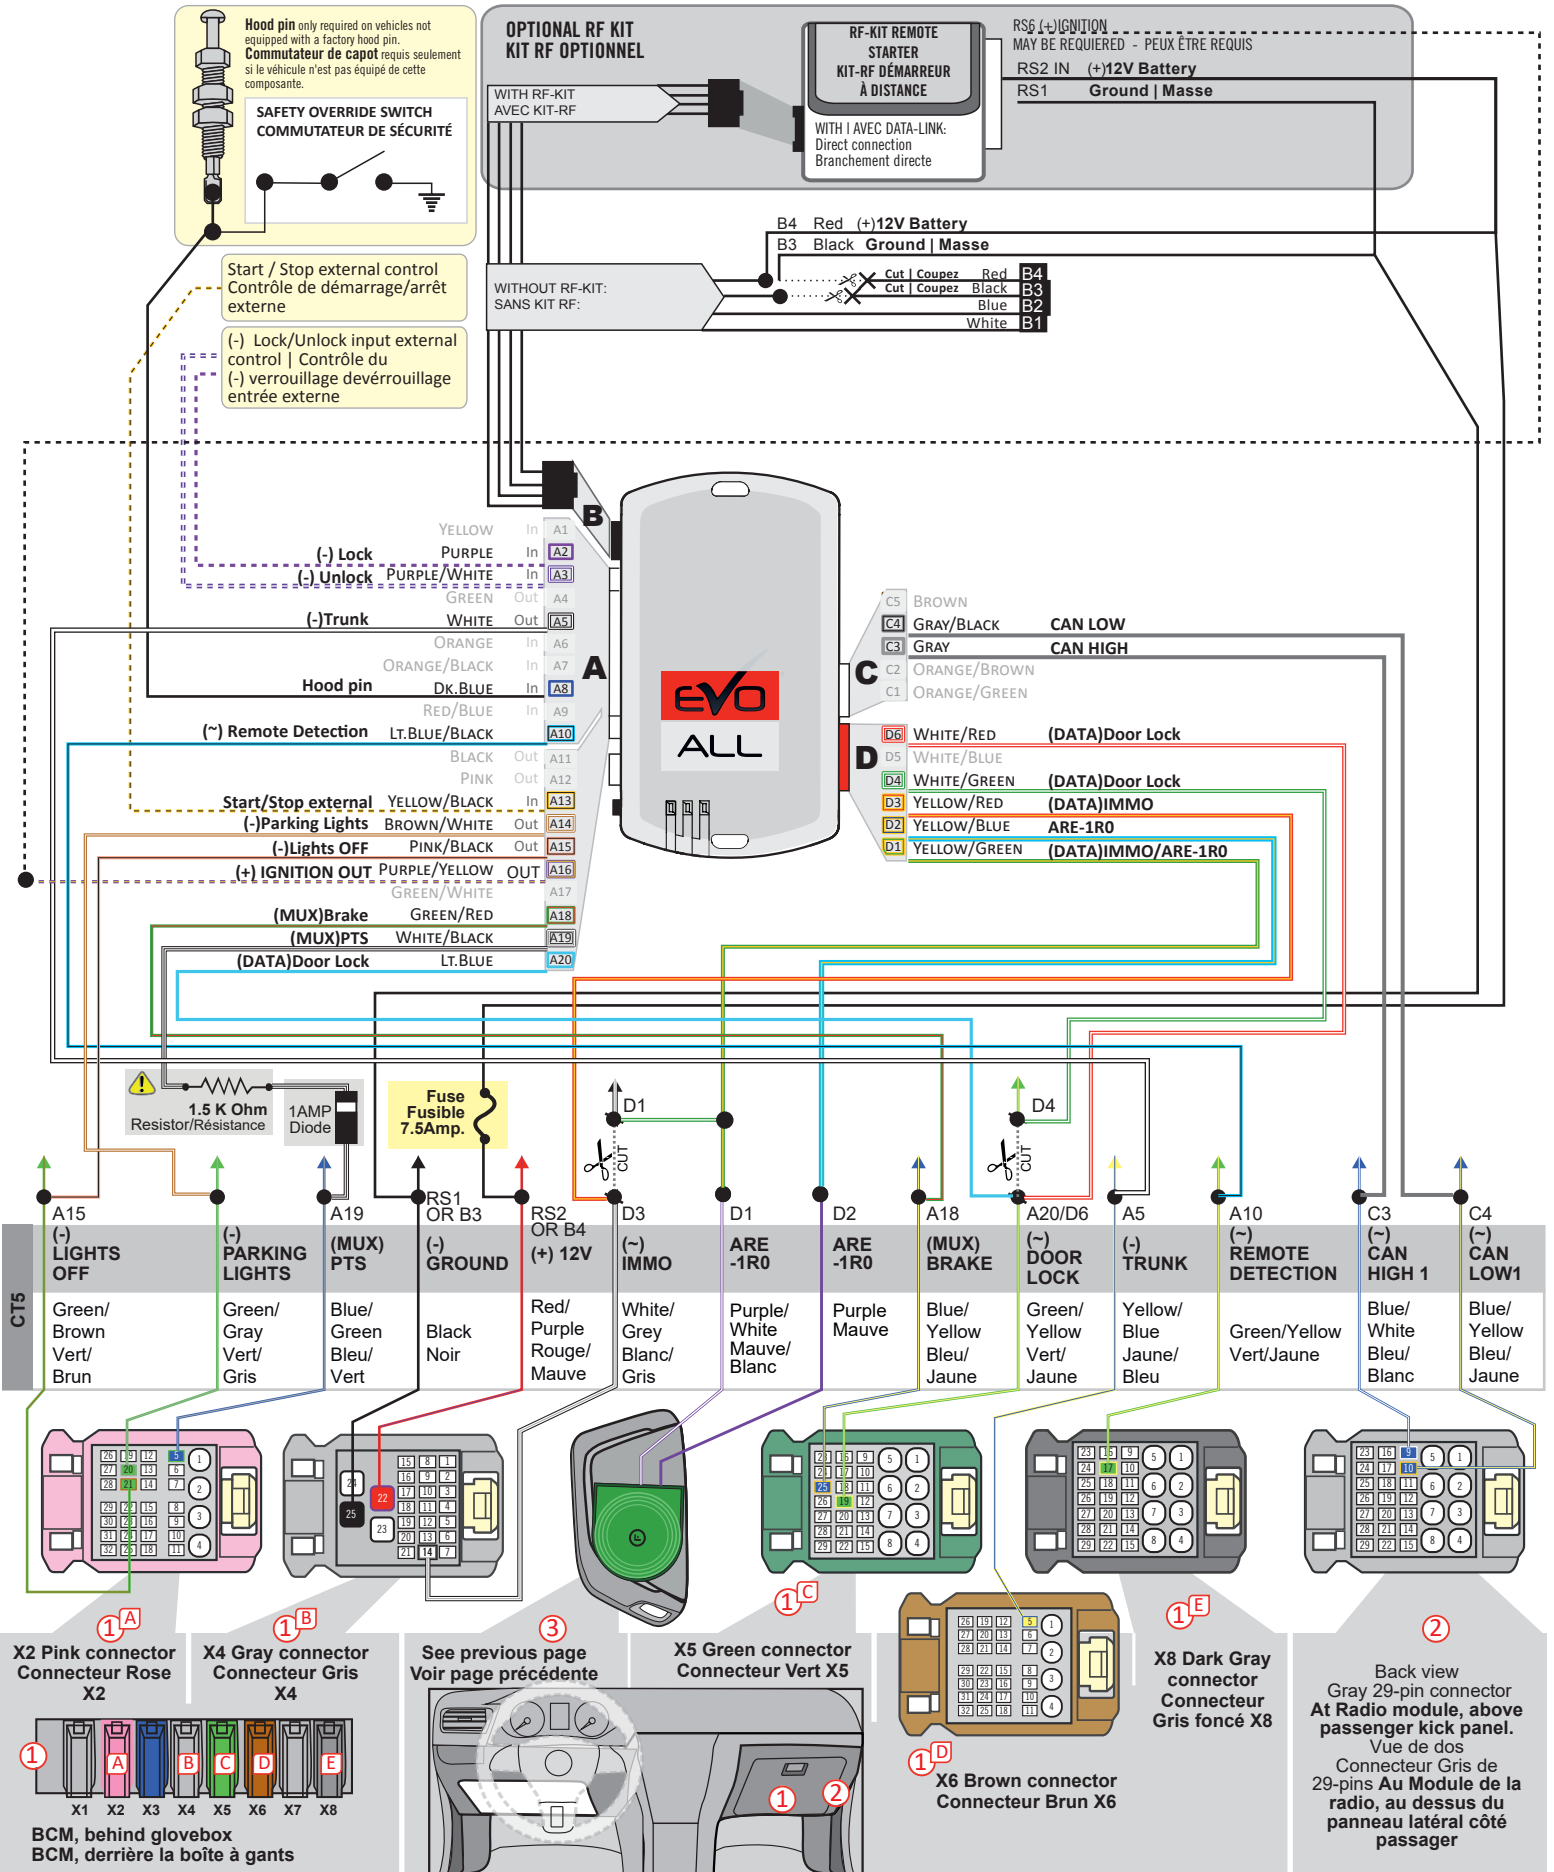 Hood pin only required on vehicles not
equipped with a factory hood pin.
Commutateur de capot requis seulement
si le véhicule n'est pas équipé de cette
composante.
SAFETY OVERRIDE SWITCH
COMMUTATEUR DE SÉCURITÉ
OPTIONAL RF KIT
KIT RF OPTIONNEL
WITH RF-KIT
AVEC KIT-RF
RF-KIT REMOTE
STARTER
KIT-RF DÉMARREUR
À DISTANCE
WITH | AVEC DATA-LINK:
Direct connection
Branchement directe
RS6 (+)IGNITION
MAY BE REQUIERED - PEUX ÊTRE REQUIS
RS2 IN (+)12V Battery
RS1 Ground | Masse
B4 Red (+)12V Battery
B3 Black Ground | Masse
WITHOUT RF-KIT:
SANS KIT RF:
Cut | Coupez Red B4
Cut | Coupez Black B3
Blue B2
White B1
Start / Stop external control
Contrôle de démarrage/arrêt
externe
(-) Lock/Unlock input external
control | Contrôle du
(-) verrouillage devérrouillage
entrée externe
B
A
C
D
EVO
ALL
YELLOW In A1
(-) Lock PURPLE In A2
(-) Unlock PURPLE/WHITE In A3
GREEN Out A4
(-)Trunk WHITE Out A5
ORANGE In A6
ORANGE/BLACK In A7
Hood pin DK.BLUE In A8
RED/BLUE In A9
(~) Remote Detection LT.BLUE/BLACK A10
BLACK Out A11
PINK Out A12
Start/Stop external YELLOW/BLACK In A13
(-)Parking Lights BROWN/WHITE Out A14
(-)Lights OFF PINK/BLACK Out A15
(+) IGNITION OUT PURPLE/YELLOW OUT A16
GREEN/WHITE A17
(MUX)Brake GREEN/RED A18
(MUX)PTS WHITE/BLACK A19
(DATA)Door Lock LT.BLUE A20
C5 BROWN
C4 GRAY/BLACK CAN LOW
C3 GRAY CAN HIGH
C2 ORANGE/BROWN
C1 ORANGE/GREEN
D6 WHITE/RED (DATA)Door Lock
D5 WHITE/BLUE
D4 WHITE/GREEN (DATA)Door Lock
D3 YELLOW/RED (DATA)IMMO
D2 YELLOW/BLUE ARE-1R0
D1 YELLOW/GREEN (DATA)IMMO/ARE-1R0
1.5 K Ohm
Resistor/Résistance
1AMP
Diode
Fuse
Fusible
7.5Amp.
D1
CUT
D4
CUT
CT5
A15
(-)
LIGHTS
OFF
Green/
Brown
Vert/
Brun
(-)
PARKING
LIGHTS
Green/
Gray
Vert/
Gris
A19
(MUX)
PTS
Blue/
Green
Bleu/
Vert
RS1
OR B3
(-)
GROUND
Black
Noir
RS2
OR B4
(+) 12V
Red/
Purple
Rouge/
Mauve
D3
(~)
IMMO
White/
Grey
Blanc/
Gris
D1
ARE
-1R0
Purple/
White
Mauve/
Blanc
D2
ARE
-1R0
Purple
Mauve
A18
(MUX)
BRAKE
Blue/
Yellow
Bleu/
Jaune
A20/D6
(~)
DOOR
LOCK
Green/
Yellow
Vert/
Jaune
A5
(-)
TRUNK
Yellow/
Blue
Jaune/
Bleu
A10
(~)
REMOTE
DETECTION
Green/Yellow
Vert/Jaune
C3
(~)
CAN
HIGH 1
Blue/
White
Bleu/
Blanc
C4
(~)
CAN
LOW1
Blue/
Yellow
Bleu/
Jaune
1 A
X2 Pink connector
Connecteur Rose
X2
1 B
X4 Gray connector
Connecteur Gris
X4
3
See previous page
Voir page précédente
1 C
X5 Green connector
Connecteur Vert X5
1 D
X6 Brown connector
Connecteur Brun X6
1 E
X8 Dark Gray
connector
Connecteur
Gris foncé X8
2
Back view
Gray 29-pin connector
At Radio module, above
passenger kick panel.
Vue de dos
Connecteur Gris de
29-pins Au Module de la
radio, au dessus du
panneau latéral côté
passager
1
A B C D E
X1 X2 X3 X4 X5 X6 X7 X8
BCM, behind glovebox
BCM, derrière la boîte à gants
1 2